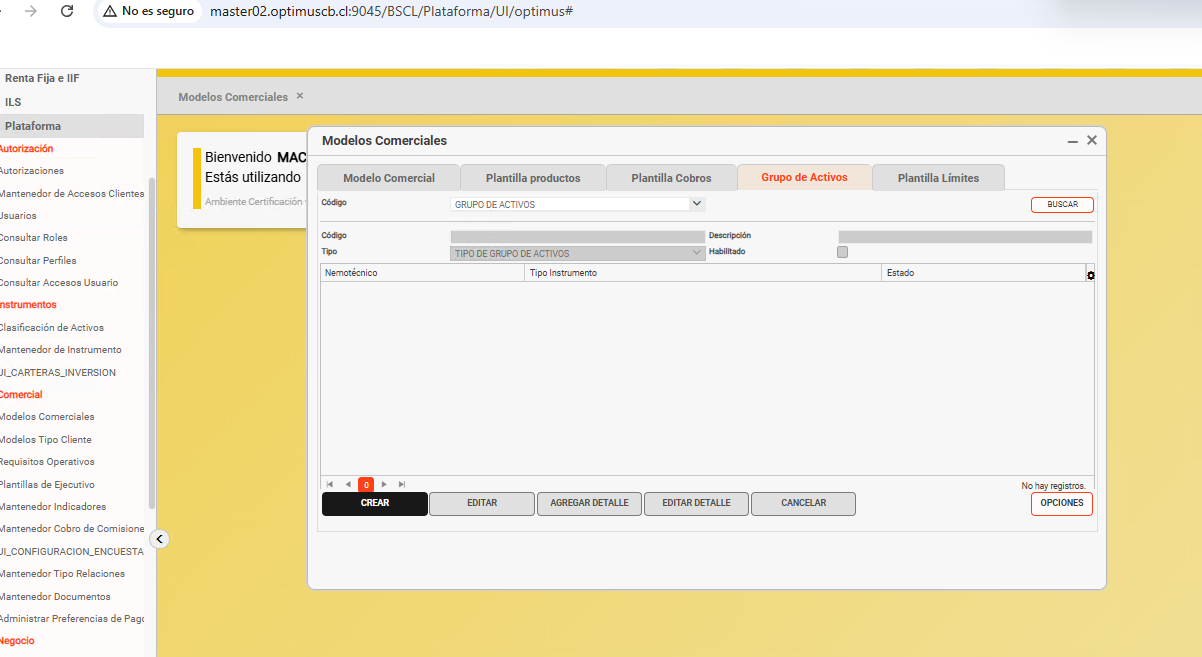 No es seguro master02.optimuscb.cl:9045/BSCL/Plataforma/UI/optimus#
Renta Fija e IIF
ILS
Plataforma
Autorización
Autorizaciones
Mantenedor de Accesos Clientes
Usuarios
Consultar Roles
Consultar Perfiles
Consultar Accesos Usuario
Instrumentos
Clasificación de Activos
Mantenedor de Instrumento
UI_CARTERAS_INVERSION
Comercial
Modelos Comerciales
Modelos Tipo Cliente
Requisitos Operativos
Plantillas de Ejecutivo
Mantenedor Indicadores
Mantenedor Cobro de Comisione
UI_CONFIGURACION_ENCUESTA
Mantenedor Tipo Relaciones
Mantenedor Documentos
Administrar Preferencias de Pago
Negocio
Modelos Comerciales ×
Bienvenido MAC
Estás utilizando
Ambiente Certificación
Modelos Comerciales
Modelo Comercial Plantilla productos Plantilla Cobros Grupo de Activos Plantilla Límites
Código GRUPO DE ACTIVOS BUSCAR
Código Descripción
Tipo TIPO DE GRUPO DE ACTIVOS Habilitado
Nemotécnico Tipo Instrumento Estado
0
No hay registros.
CREAR EDITAR AGREGAR DETALLE EDITAR DETALLE CANCELAR OPCIONES